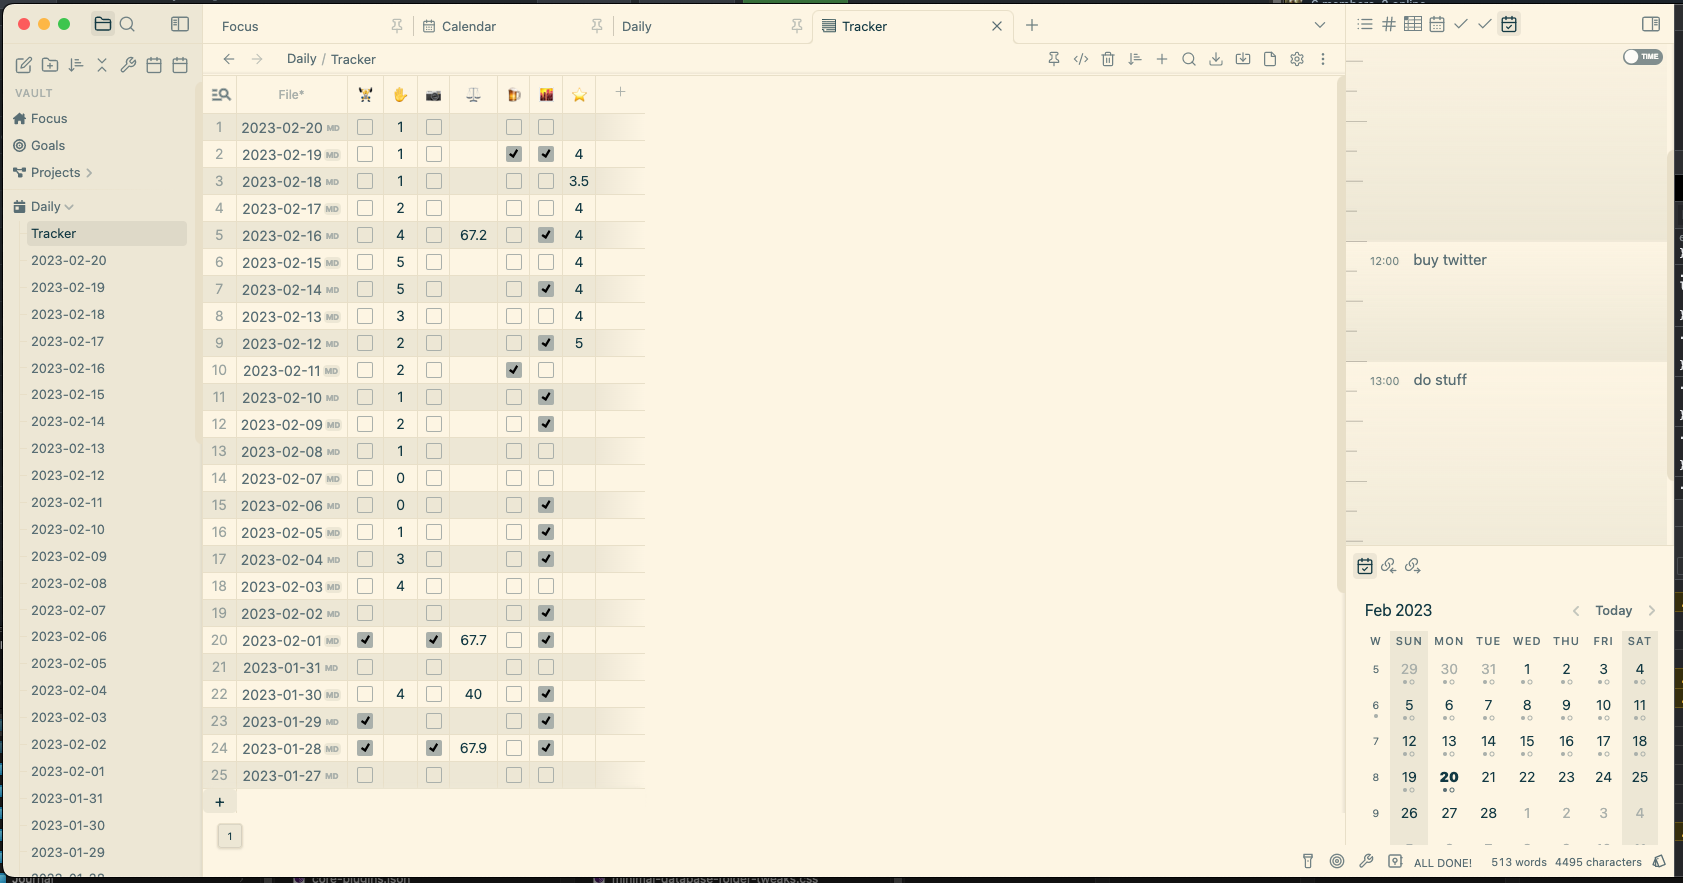 Focus
Calendar
Daily
Tracker
Daily / Tracker
TIME
VAULT
Focus
Goals
Projects
Daily
Tracker
2023-02-20
2023-02-19
2023-02-18
2023-02-17
2023-02-16
2023-02-15
2023-02-14
2023-02-13
2023-02-12
2023-02-11
2023-02-10
2023-02-09
2023-02-08
2023-02-07
2023-02-06
2023-02-05
2023-02-04
2023-02-03
2023-02-02
2023-02-01
2023-01-31
2023-01-30
2023-01-29
File*
1 2023-02-20 MD 1
2 2023-02-19 MD 1 4
3 2023-02-18 MD 1 3.5
4 2023-02-17 MD 2 4
5 2023-02-16 MD 4 67.2 4
6 2023-02-15 MD 5 4
7 2023-02-14 MD 5 4
8 2023-02-13 MD 3 4
9 2023-02-12 MD 2 5
10 2023-02-11 MD 2
11 2023-02-10 MD 1
12 2023-02-09 MD 2
13 2023-02-08 MD 1
14 2023-02-07 MD 0
15 2023-02-06 MD 0
16 2023-02-05 MD 1
17 2023-02-04 MD 3
18 2023-02-03 MD 4
19 2023-02-02 MD
20 2023-02-01 MD 67.7
21 2023-01-31 MD
22 2023-01-30 MD 4 40
23 2023-01-29 MD
24 2023-01-28 MD 67.9
25 2023-01-27 MD
+
1
12:00 buy twitter
13:00 do stuff
Feb 2023 Today
W SUN MON TUE WED THU FRI SAT
5 29 30 31 1 2 3 4
6 5 6 7 8 9 10 11
7 12 13 14 15 16 17 18
8 19 20 21 22 23 24 25
9 26 27 28 1 2 3 4
ALL DONE! 513 words 4495 characters